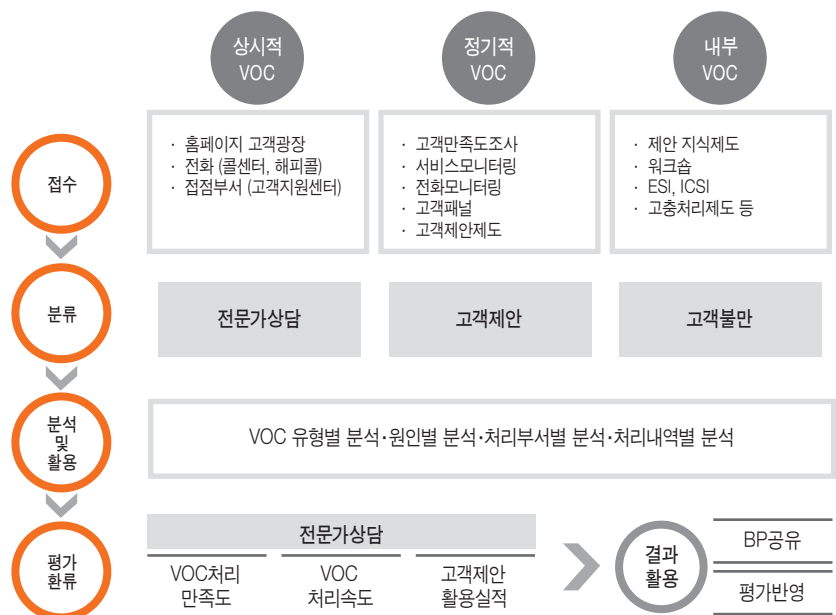 상시적
VOC
정기적
VOC
내부
VOC
접수
· 홈페이지 고객광장
· 전화 (콜센터, 해피콜)
· 접점부서 (고객지원센터)
· 고객만족도조사
· 서비스모니터링
· 전화모니터링
· 고객패널
· 고객제안제도
· 제안 지식제도
· 워크숍
· ESI, ICSI
· 고충처리제도 등
분류
전문가상담
고객제안
고객불만
분석
및
활용
VOC 유형별 분석·원인별 분석·처리부서별 분석·처리내역별 분석
평가
환류
전문가상담
VOC처리
만족도
VOC
처리속도
고객제안
활용실적
결과
활용
BP공유
평가반영